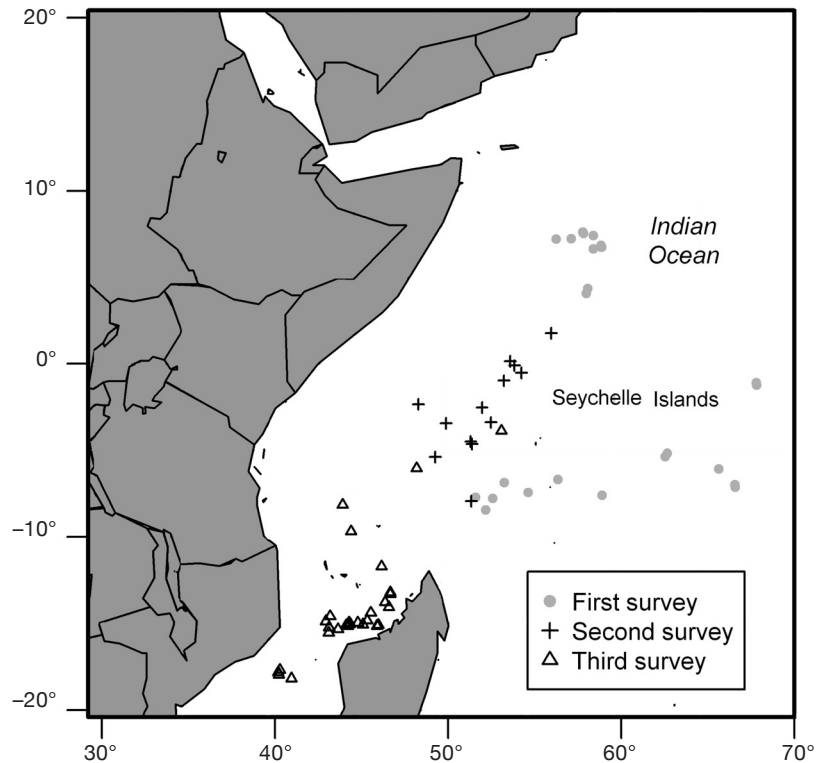 20°
10°
0°
−10°
−20°
Indian
Ocean
Seychelle Islands
First survey
Second survey
Third survey
30° 40° 50° 60° 70°